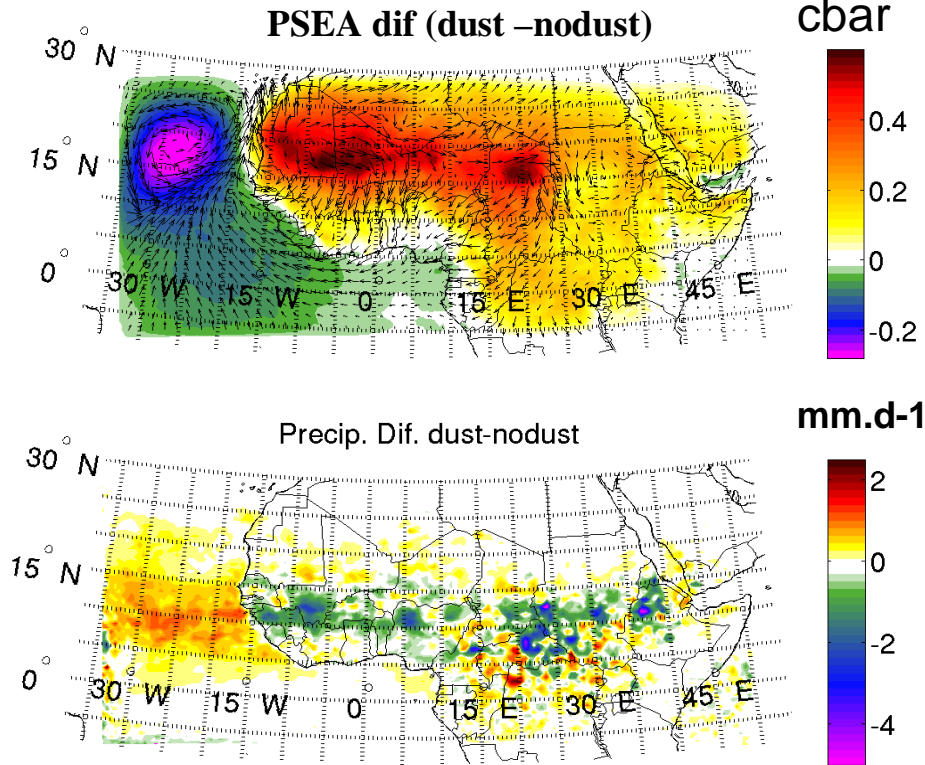 PSEA dif (dust –nodust)
cbar
30° N
15° N
0°
30° W
15° W
0°
15° E
30° E
45° E
0.4
0.2
0
-0.2
mm.d-1
Precip. Dif. dust-nodust
30° N
15° N
0°
30° W
15° W
0°
15° E
30° E
45° E
2
0
-2
-4